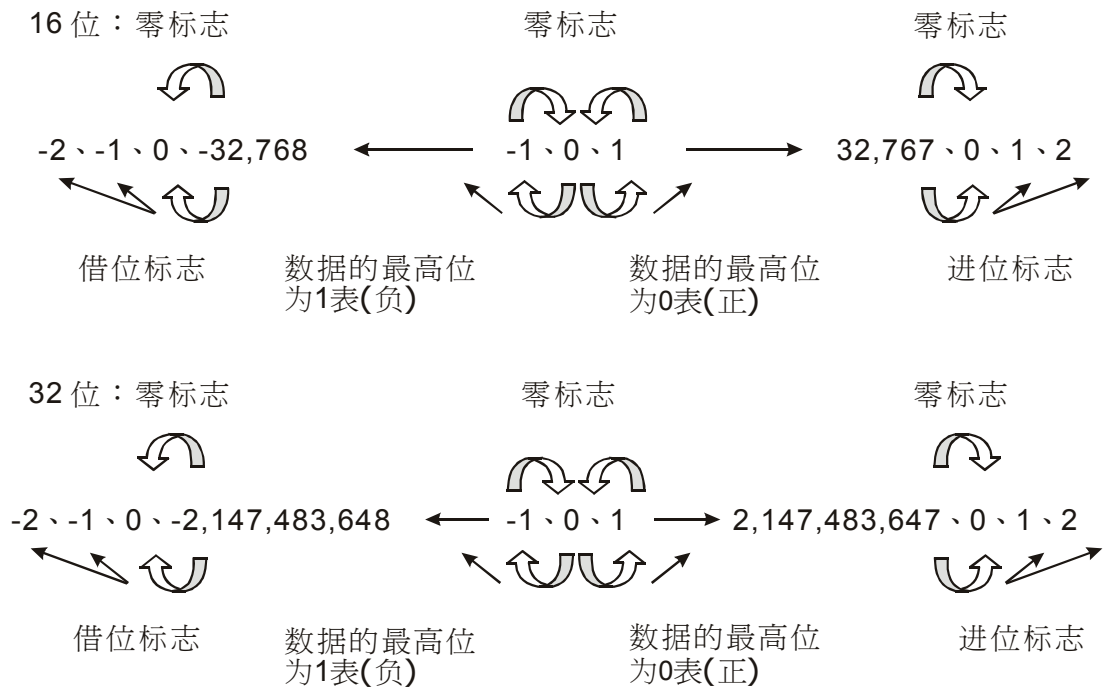 16 位：零标志 零标志 零标志
-2、-1、0、-32,768 -1、0、1 32,767、0、1、2
借位标志 数据的最高位 数据的最高位 进位标志
为1表(负) 为0表(正)
32 位：零标志 零标志 零标志
-2、-1、0、-2,147,483,648 -1、0、1 2,147,483,647、0、1、2
借位标志 数据的最高位 数据的最高位 进位标志
为1表(负) 为0表(正)